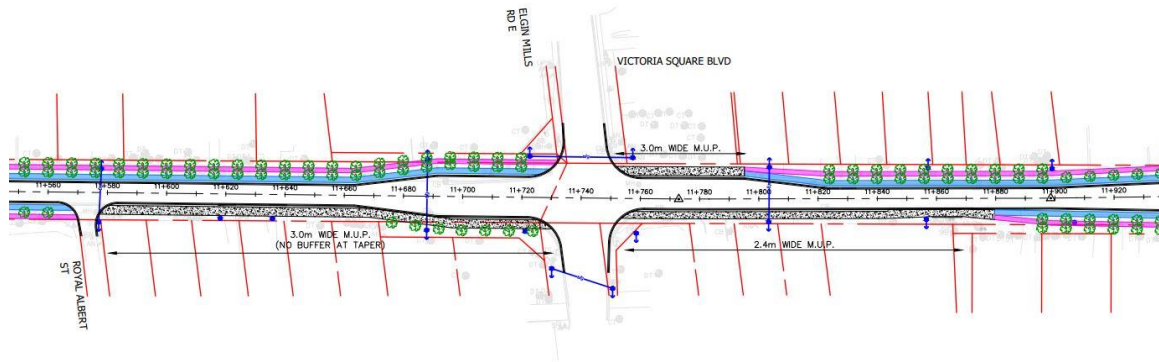 ELGIN MILLS
RD E
VICTORIA SQUARE BLVD
3.0m WIDE M.U.P.
11+560
11+580
11+600
11+620
11+640
11+660
11+680
11+700
11+720
11+740
11+760
11+780
11+800
11+820
11+840
11+860
11+880
11+900
11+920
3.0m WIDE M.U.P.
(NO BUFFER AT TAPER)
2.4m WIDE M.U.P.
ROYAL ALBERT
ST